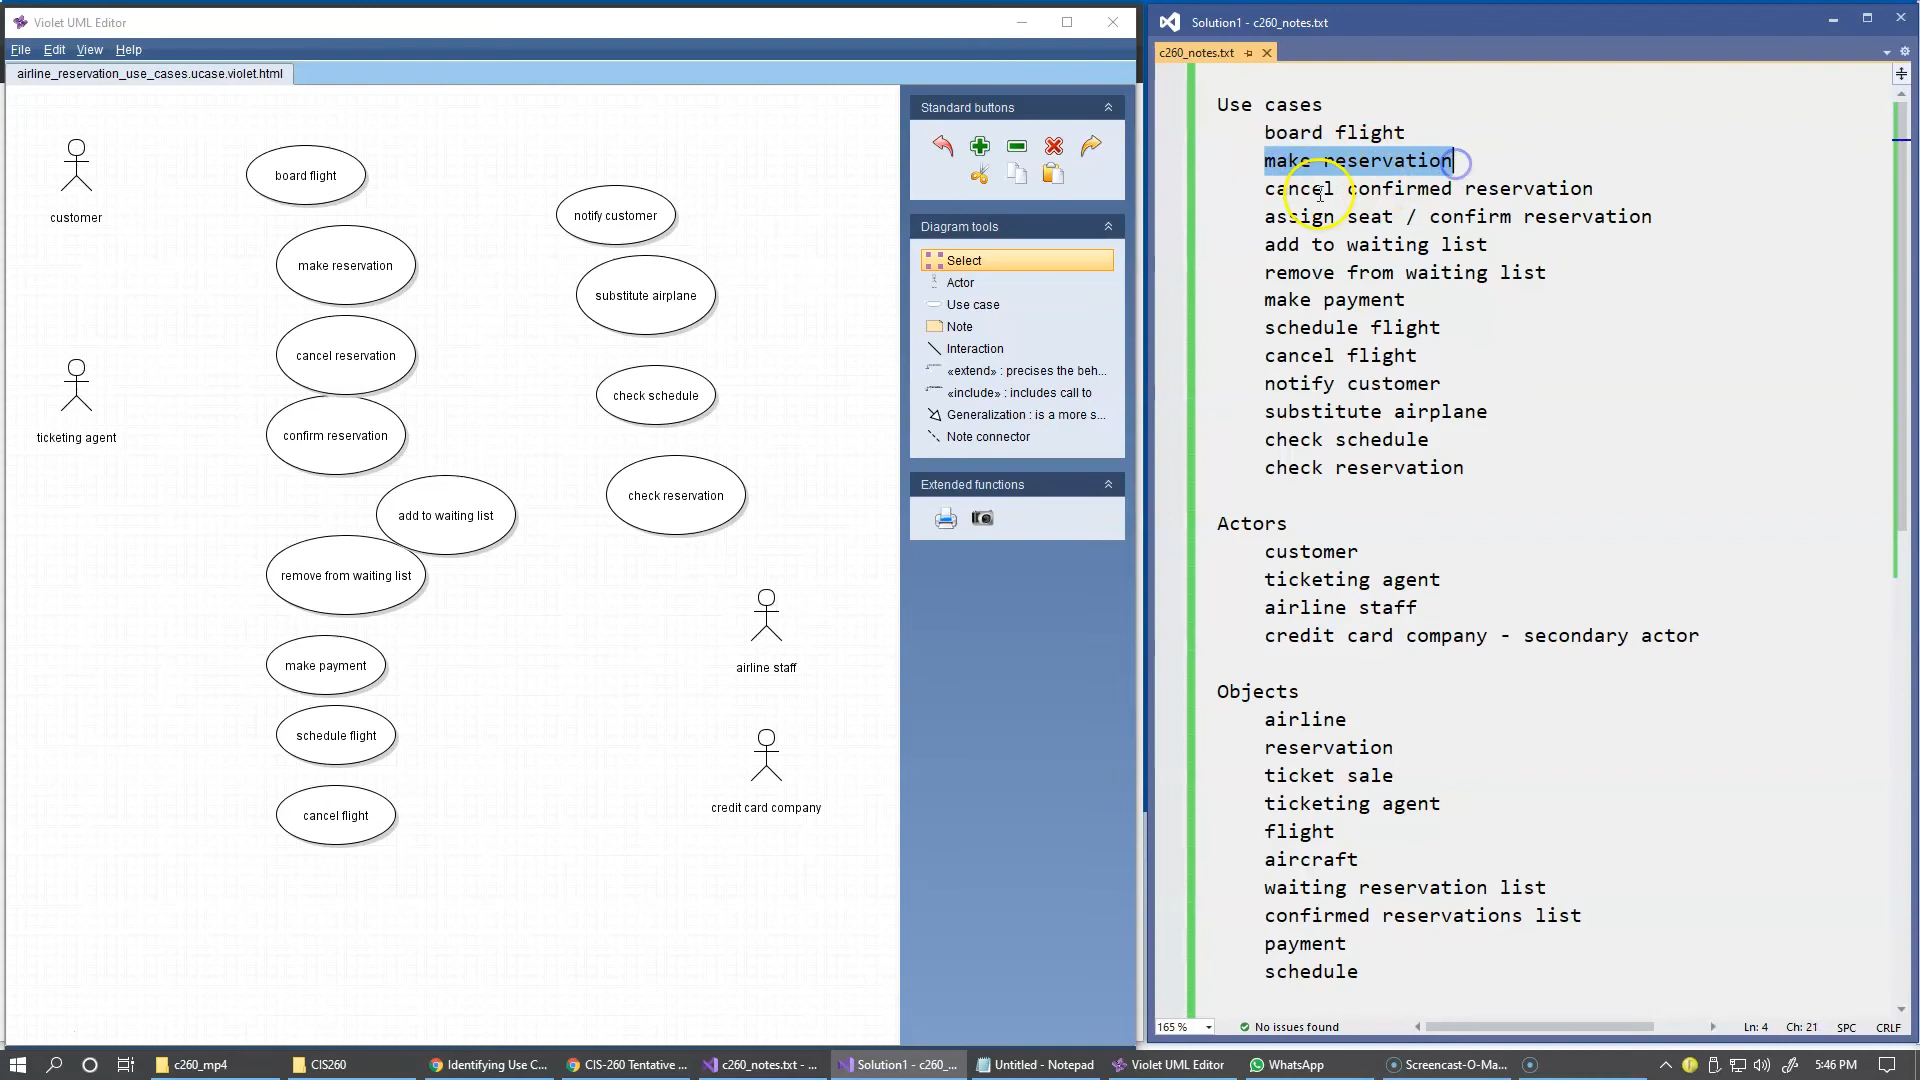 Violet UML Editor
File Edit View Help
airline_reservation_use_cases.ucase.violet.html
customer
board flight
notify customer
make reservation
substitute airplane
cancel reservation
check schedule
ticketing agent
confirm reservation
add to waiting list
check reservation
remove from waiting list
make payment
airline staff
schedule flight
credit card company
cancel flight
Standard buttons
Diagram tools
Select
Actor
Use case
Note
Interaction
«extend» : precises the beh...
«include» : includes call to
Generalization : is a more s...
Note connector
Extended functions
Solution1 - c260_notes.txt
c260_notes.txt
Use cases
board flight
make reservation
cancel confirmed reservation
assign seat / confirm reservation
add to waiting list
remove from waiting list
make payment
schedule flight
cancel flight
notify customer
substitute airplane
check schedule
check reservation
Actors
customer
ticketing agent
airline staff
credit card company - secondary actor
Objects
airline
reservation
ticket sale
ticketing agent
flight
aircraft
waiting reservation list
confirmed reservations list
payment
schedule
165 % No issues found Ln: 4 Ch: 21 SPC CRLF
c260_mp4 CIS260 Identifying Use C... CIS-260 Tentative ... c260_notes.txt - ... Solution1 - c260_... Untitled - Notepad Violet UML Editor WhatsApp Screencast-O-Ma... 5:46 PM